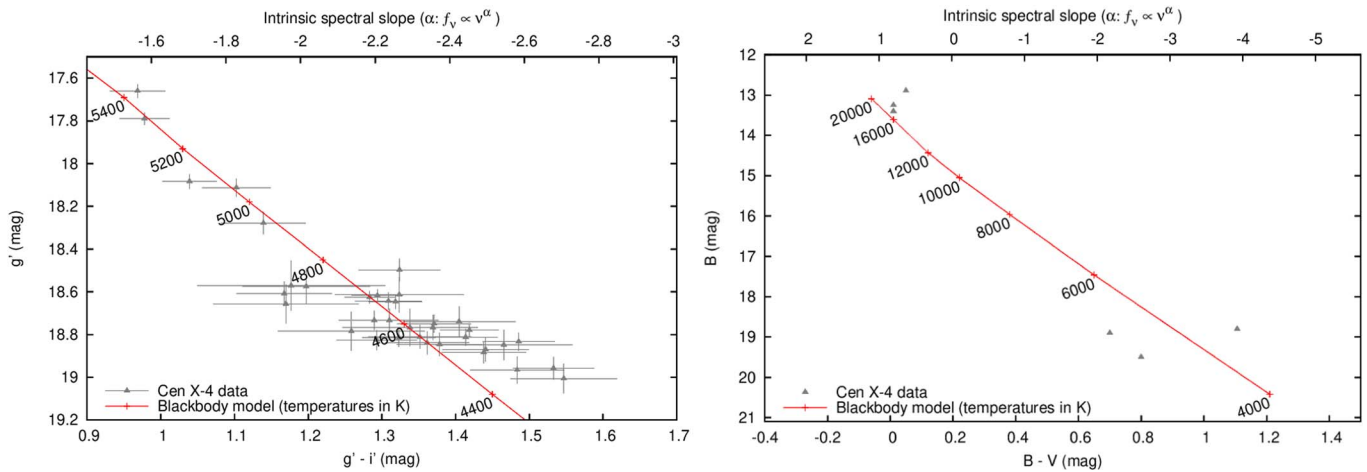 Intrinsic spectral slope (α: fν ∝ ν^α)
-1.6 -1.8 -2 -2.2 -2.4 -2.6 -2.8 -3
17.6
17.8
18
18.2
18.4
18.6
18.8
19
19.2
g' (mag)
5400
5200
5000
4800
4600
4400
Cen X-4 data
Blackbody model (temperatures in K)
0.9 1 1.1 1.2 1.3 1.4 1.5 1.6 1.7
g' - i' (mag)
Intrinsic spectral slope (α: fν ∝ ν^α)
2 1 0 -1 -2 -3 -4 -5
12
13
14
15
16
17
18
19
20
21
B (mag)
20000
16000
12000
10000
8000
6000
4000
Cen X-4 data
Blackbody model (temperatures in K)
-0.4 -0.2 0 0.2 0.4 0.6 0.8 1 1.2 1.4
B - V (mag)